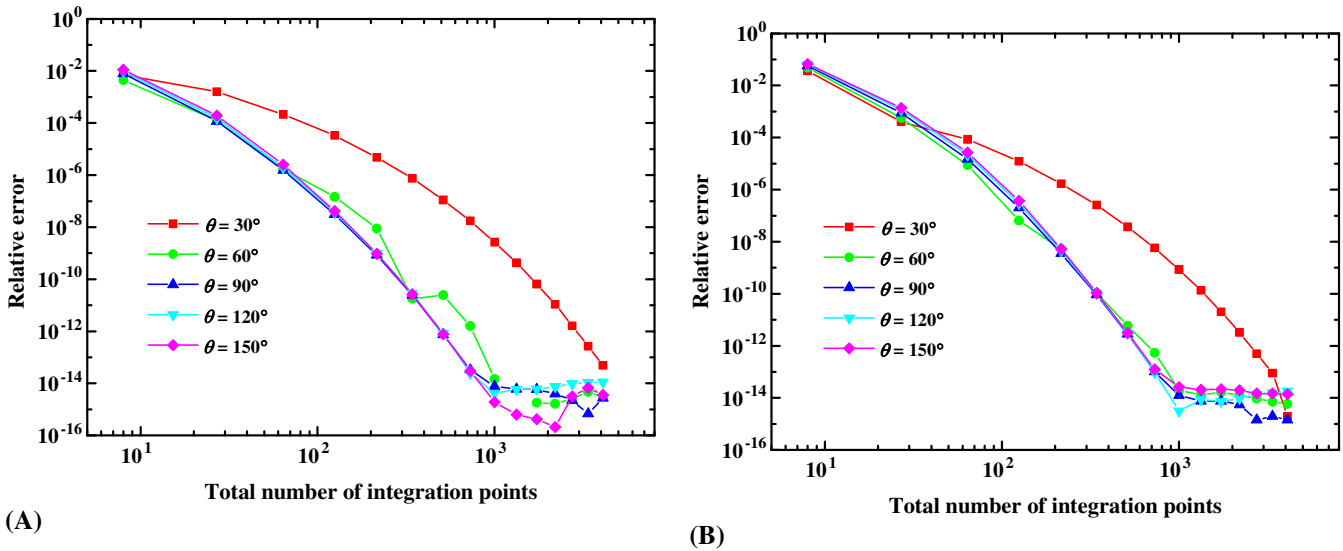 10^0
10^-2
10^-4
10^-6
10^-8
10^-10
10^-12
10^-14
10^-16
Relative error
θ = 30°
θ = 60°
θ = 90°
θ = 120°
θ = 150°
10^1
10^2
10^3
Total number of integration points
(A)
10^0
10^-2
10^-4
10^-6
10^-8
10^-10
10^-12
10^-14
10^-16
Relative error
θ = 30°
θ = 60°
θ = 90°
θ = 120°
θ = 150°
10^1
10^2
10^3
Total number of integration points
(B)